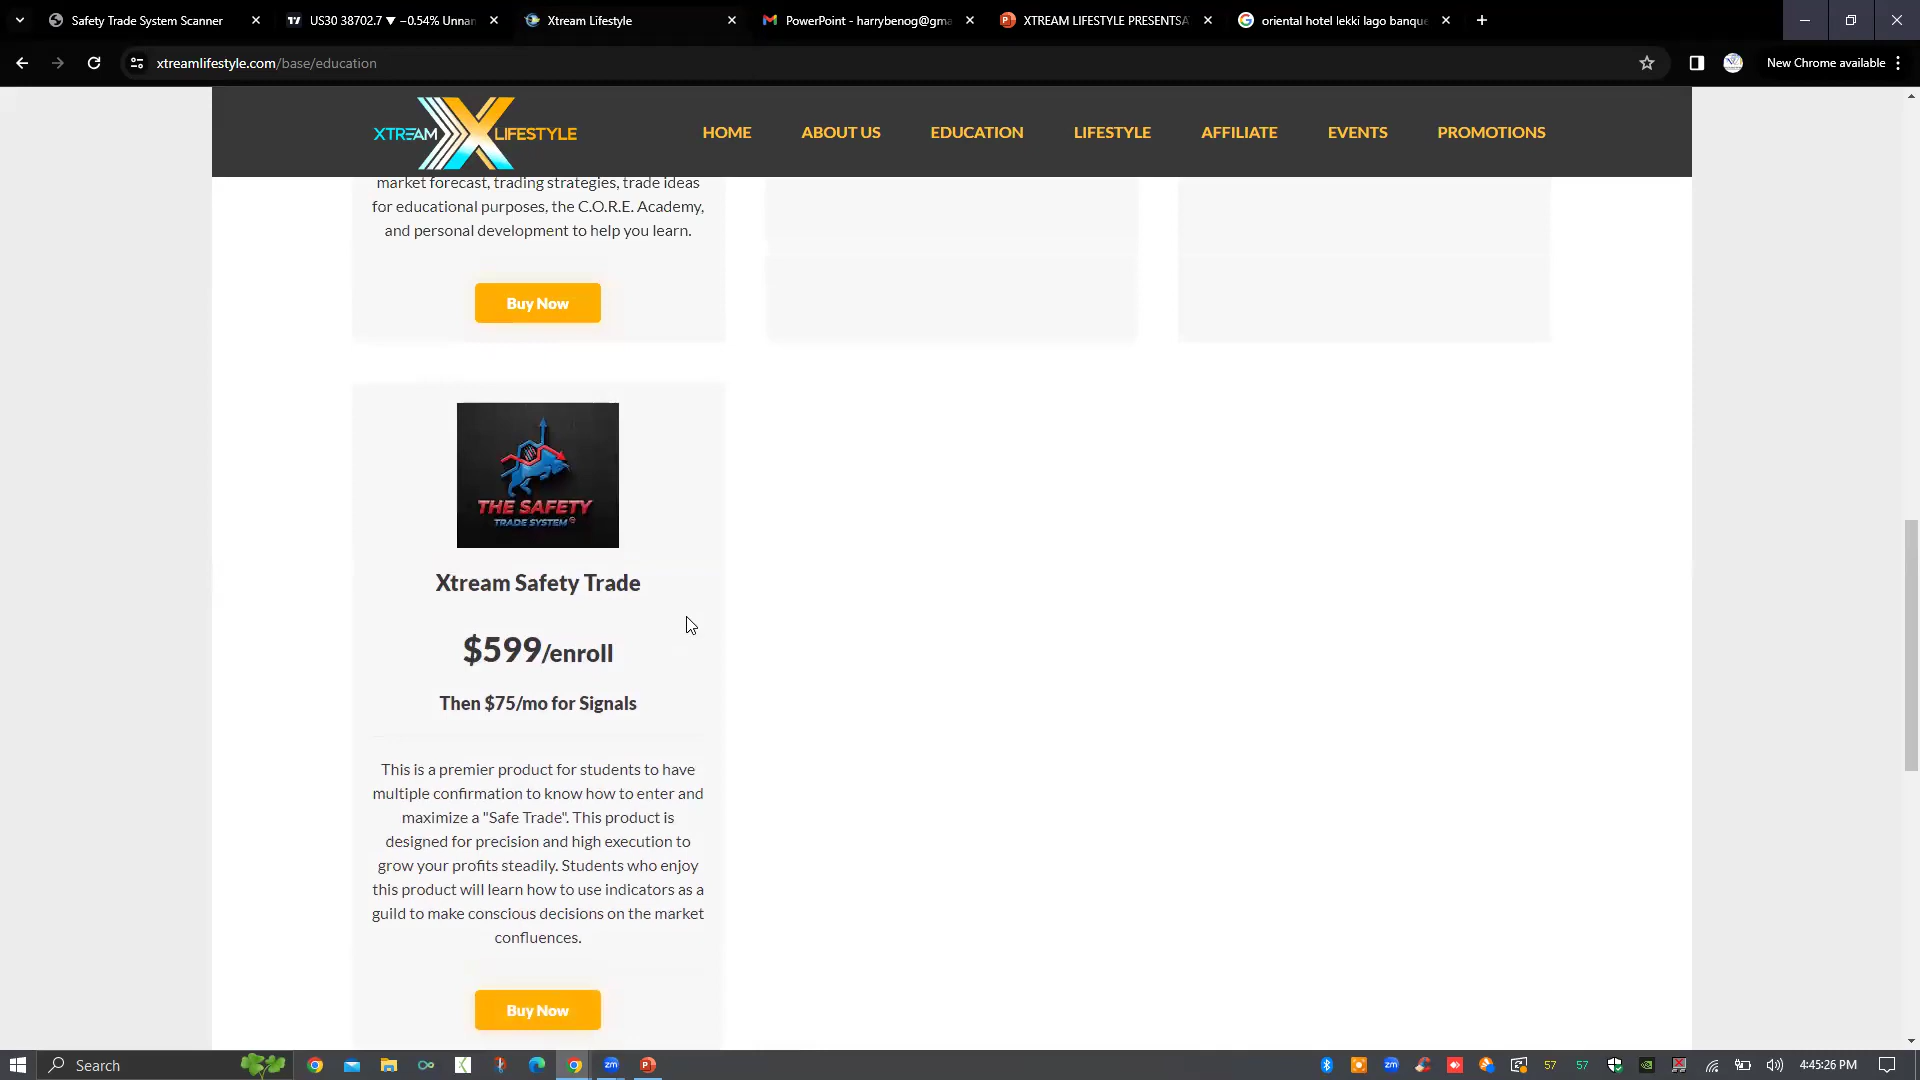 Safety Trade System Scanner
US30 38702.7 ▼ −0.54% Unnan
Xtream Lifestyle
PowerPoint - harrybenog@gma
XTREAM LIFESTYLE PRESENTSA
oriental hotel lekki lago banque
xtreamlifestyle.com/base/education
New Chrome available
XTREAM LIFESTYLE
HOME
ABOUT US
EDUCATION
LIFESTYLE
AFFILIATE
EVENTS
PROMOTIONS
market forecast, trading strategies, trade ideas
for educational purposes, the C.O.R.E. Academy,
and personal development to help you learn.
Buy Now
THE SAFETY
TRADE SYSTEM
Xtream Safety Trade
$599/enroll
Then $75/mo for Signals
This is a premier product for students to have
multiple confirmation to know how to enter and
maximize a "Safe Trade". This product is
designed for precision and high execution to
grow your profits steadily. Students who enjoy
this product will learn how to use indicators as a
guild to make conscious decisions on the market
confluences.
Buy Now
Search
57
57
4:45:26 PM